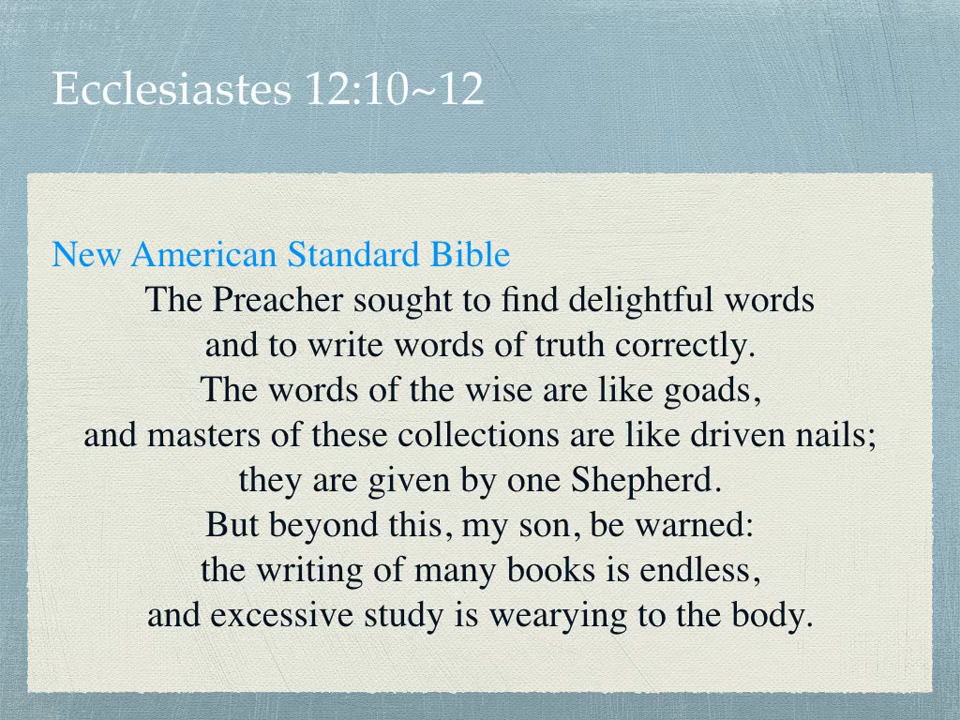 Ecclesiastes 12:10~12
New American Standard Bible
The Preacher sought to find delightful words
and to write words of truth correctly.
The words of the wise are like goads,
and masters of these collections are like driven nails;
they are given by one Shepherd.
But beyond this, my son, be warned:
the writing of many books is endless,
and excessive study is wearying to the body.